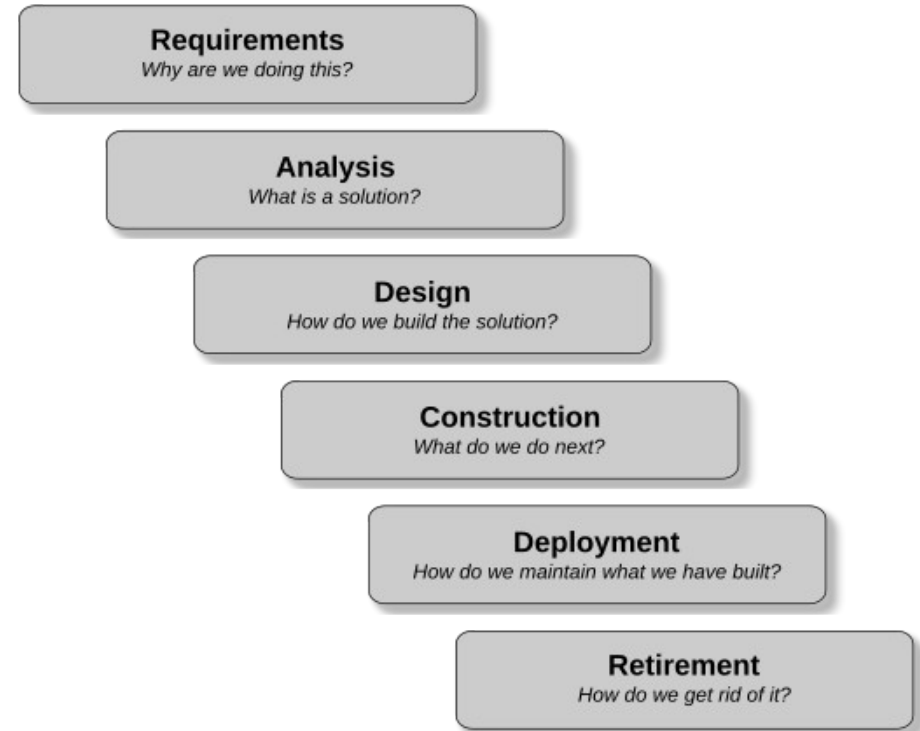 Requirements
Why are we doing this?
Analysis
What is a solution?
Design
How do we build the solution?
Construction
What do we do next?
Deployment
How do we maintain what we have built?
Retirement
How do we get rid of it?